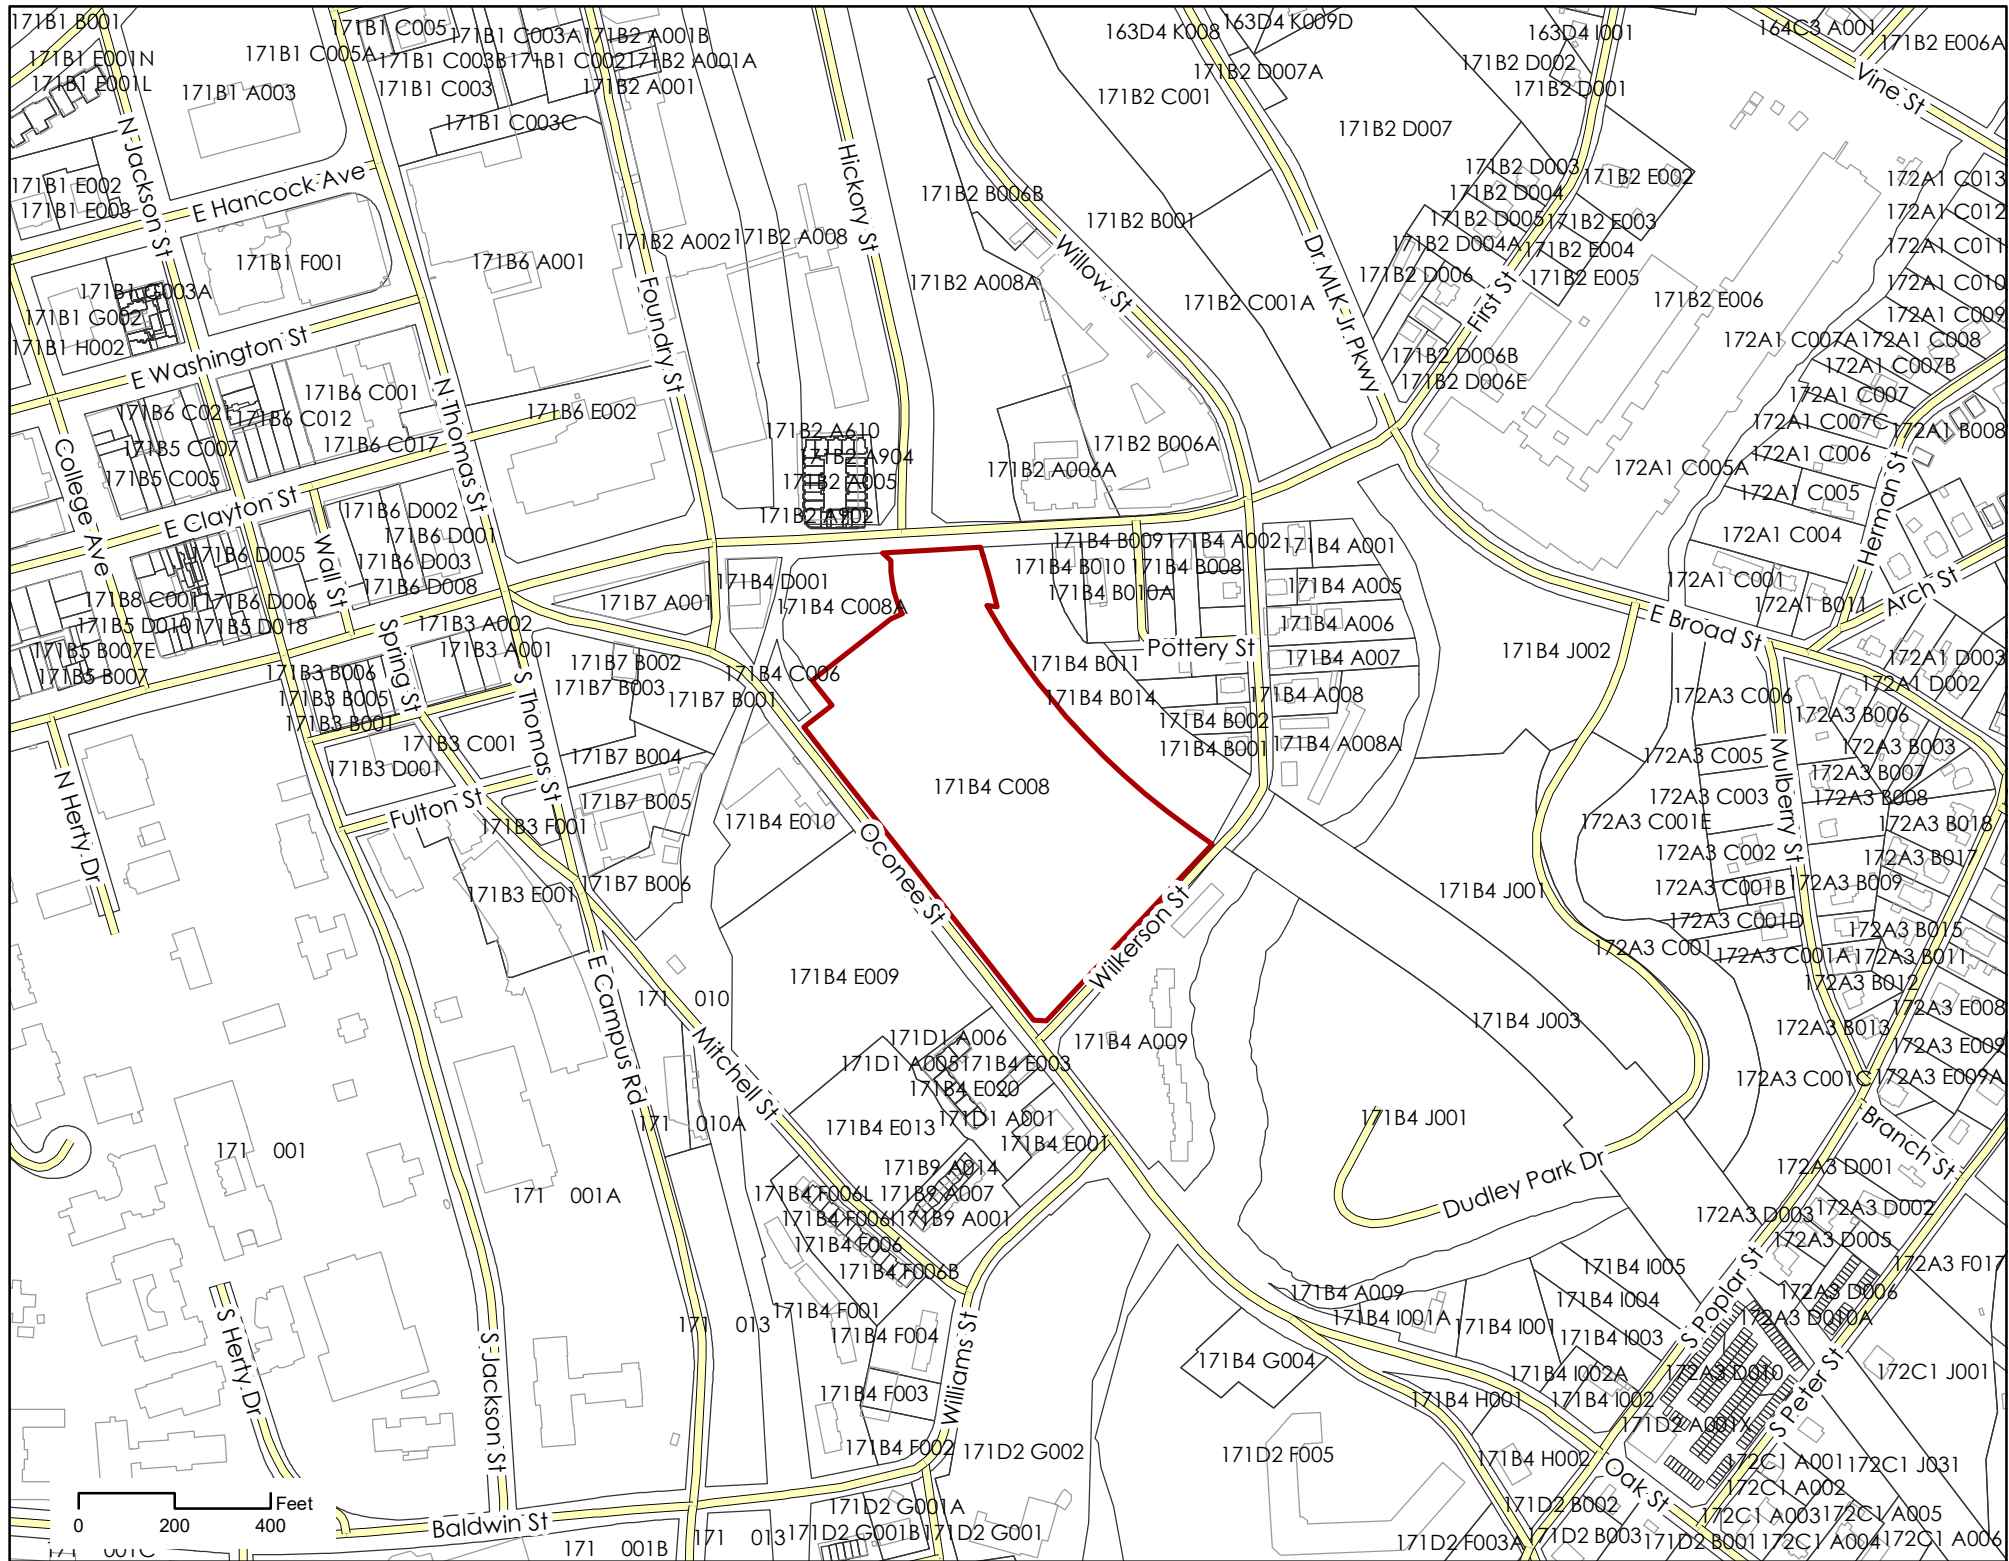 171B1 B001
171B1 C005
171B1 C003A
171B2 A001B
163D4 K008
163D4 K009D
163D4 I001
164C3 A001
171B2 E006A
171B1 E001N
171B1 C005A
171B1 C003B
171B1 C002
171B2 A001A
171B2 D002
171B1 E001L
171B1 A003
171B1 C003
171B2 A001
171B2 D007A
171B2 D001
Vine St
171B2 C001
171B1 C003C
171B2 D007
N Jackson St
N Hickory St
171B1 E002
E Hancock Ave
171B2 B006B
171B2 D003
171B2 E002
172A1 C013
171B1 E003
171B2 D004
172A1 C012
171B2 B001
171B2 D005
171B2 E003
171B2 A002
171B2 A008
171B2 D004A
171B2 E004
172A1 C011
171B1 F001
171B6 A001
Willow St
Dr MLK Jr Pkwy
171B2 D006
171B2 E005
172A1 C010
171B1 G003A
Foundry St
171B2 A008A
171B2 C001A
First St
171B2 E006
171B1 G002
172A1 C009
171B1 H002
E Washington St
171B2 D006B
172A1 C007A
172A1 C008
172A1 C007B
171B6 C001
N Thomas St
171B2 D006E
172A1 C007
171B6 C012
171B6 E002
172A1 C007C
172A1 B008
171B5 C007
171B6 C017
171B2 A610
171B2 B006A
172A1 C006
College Ave
171B2 A904
171B2 A006A
172A1 C005A
171B5 C005
171B2 A005
172A1 C005
E Clayton St
171B6 D002
171B2 A902
Herman St
171B6 D001
171B4 B009
171B4 A002
171B4 A001
172A1 C004
171B6 D005
Wall St
171B6 D003
171B4 B010
171B4 B008
171B6 D008
171B4 D001
171B4 B010A
171B4 A005
172A1 C001
Arch St
171B8 C001
171B6 D006
171B7 A001
171B4 C008A
172A1 B011
171B5 D010
171B5 D018
Spring St
171B3 A002
171B4 A006
E Broad St
171B5 B007E
171B3 A001
Pottery St
171B4 J002
172A1 D003
171B5 B007
171B3 B006
171B7 B002
171B4 C006
171B4 B011
171B4 A007
172A1 D002
171B3 B005
S Thomas St
171B7 B003
171B7 B001
171B4 B014
171B4 A008
172A3 C006
172A3 B006
171B3 B001
171B4 B002
171B3 C001
171B7 B004
171B4 B001
171B4 A008A
172A3 C005
Mulberry St
172A3 B003
171B3 D001
172A3 B007
N Herty Dr
Fulton St
171B7 B005
171B4 C008
172A3 C003
172A3 B008
171B3 F001
171B4 E010
172A3 C001E
172A3 B018
Oconee St
172A3 C002
172A3 B017
171B3 E001
171B7 B006
171B4 J001
172A3 C001B
172A3 B009
Wilkerson St
172A3 C001D
172A3 B015
172A3 C001
172A3 C001A
172A3 B011
E Campus Rd
171B4 E009
172A3 B012
171 010
171B4 J003
172A3 E008
Mitchell St
171D1 A006
171B4 A009
172A3 B013
172A3 E009
171D1 A005
171B4 E003
172A3 C001C
172A3 E009A
171B4 E020
171 010A
171B4 E013
171D1 A001
171B4 J001
Branch St
171 001
171B4 E001
171B9 A014
172A3 D001
171 001A
171B4 F006L
171B9 A007
Dudley Park Dr
172A3 D002
171B4 F006I
171B9 A001
172A3 D003
171B4 F006
172A3 D005
171B4 F006B
171B4 I005
172A3 F017
171B4 A009
S Poplar St
172A3 D006
171B4 F001
171B4 I001A
171B4 I004
172A3 D010A
171 013
171B4 F004
Williams St
171B4 I001
171B4 I003
S Herty Dr
S Jackson St
171B4 G004
171B4 I002A
172A3 D010
S Peter St
172C1 J001
171B4 F003
171B4 H001
171B4 I002
171D2 A001Y
171B4 F002
171D2 G002
171D2 F005
171B4 H002
Oak St
172C1 A001
172C1 J031
172C1 A002
Feet
0 200 400
Baldwin St
171D2 G001A
171D2 B002
172C1 A003
172C1 A005
171 001B
171 013
171D2 G001B
171D2 G001
171D2 F003A
171D2 B003
171D2 B001
172C1 A004
172C1 A006
171 001C